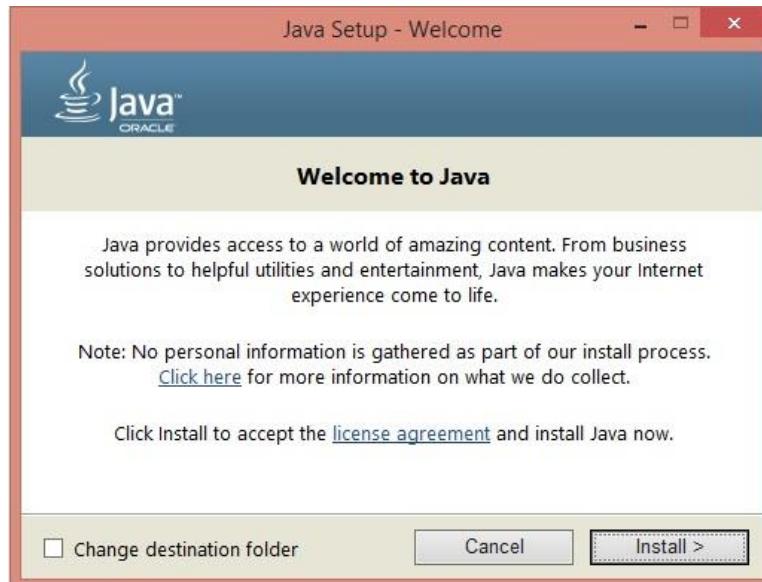 Java Setup - Welcome
Java™
ORACLE
Welcome to Java
Java provides access to a world of amazing content. From business
solutions to helpful utilities and entertainment, Java makes your Internet
experience come to life.
Note: No personal information is gathered as part of our install process.
Click here for more information on what we do collect.
Click Install to accept the license agreement and install Java now.
Change destination folder
Cancel
Install >